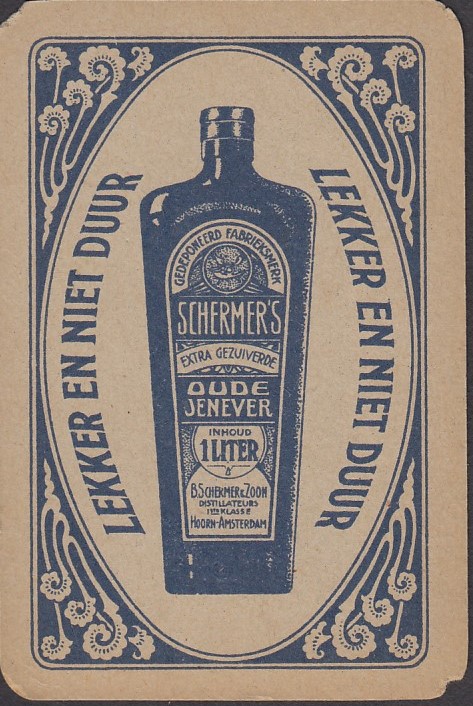 LEKKER EN NIET DUUR
LEKKER EN NIET DUUR
GEDEPONEERD FABRIEKSMERK
SCHERMER'S
EXTRA GEZUIVERDE
OUDE
JENEVER
INHOUD
1 LITER
B. SCHERMER & ZOON
DISTILLATEURS
1STE KLASSE
HOORN-AMSTERDAM